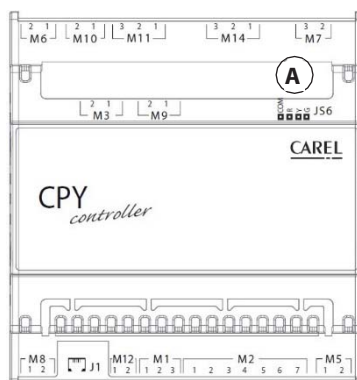 2 1 2 1 3 2 1 3 2 1 3 2
M6 M10 M11 M14 M7
A
2 1 2 1
M3 M9
COM R Y G JS6
CAREL
CPY
controller
M8 J1 M12 M1 M2 M5
1 2 1 2 1 2 3 1 2 3 4 5 6 7 1 2